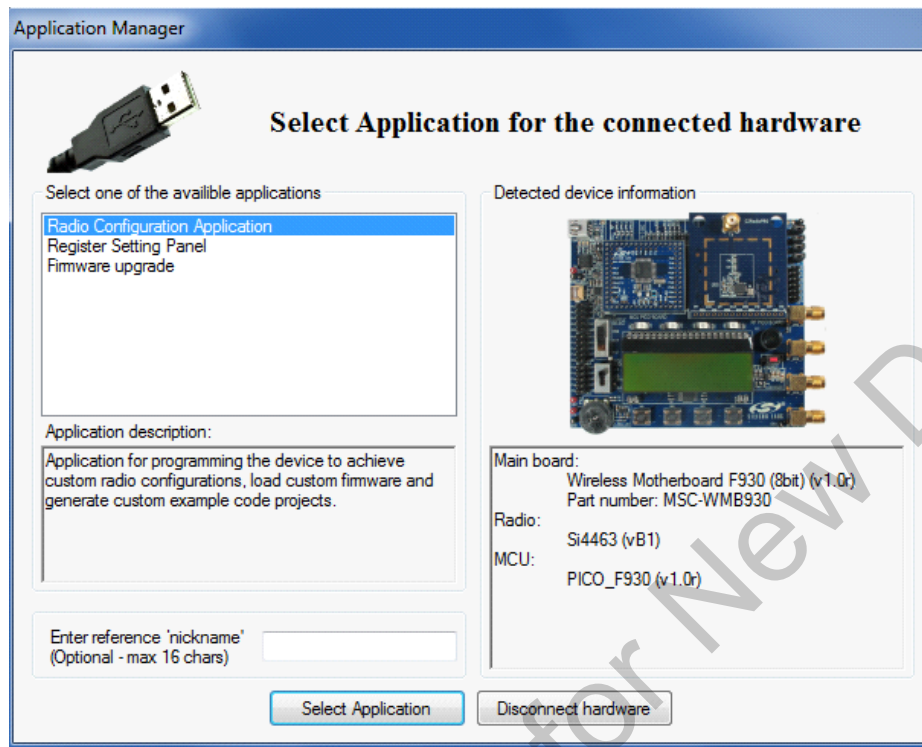 Application Manager
Select Application for the connected hardware
Select one of the availible applications
Radio Configuration Application
Register Setting Panel
Firmware upgrade
Application description:
Application for programming the device to achieve
custom radio configurations, load custom firmware and
generate custom example code projects.
Enter reference 'nickname'
(Optional - max 16 chars)
Detected device information
Main board:
Wireless Motherboard F930 (8bit) (v1.0r)
Part number: MSC-WMB930
Radio:
Si4463 (vB1)
MCU:
PICO_F930 (v1.0r)
Select Application
Disconnect hardware
for New D